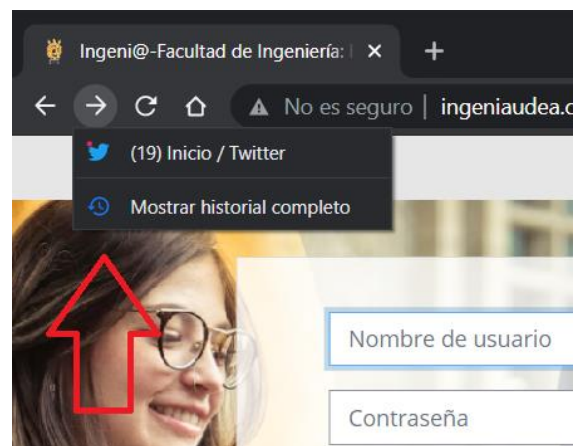 Ingeni@-Facultad de Ingeniería:
No es seguro | ingeniaudea.
(19) Inicio / Twitter
Mostrar historial completo
Nombre de usuario
Contraseña